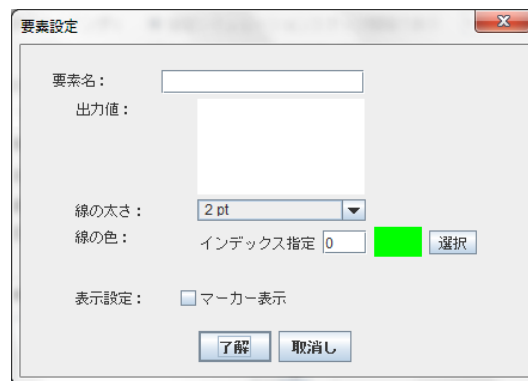 要素設定
要素名：
出力値：
線の太さ： 2 pt
線の色： インデックス指定 0 選択
表示設定： マーカー表示
了解 取消し